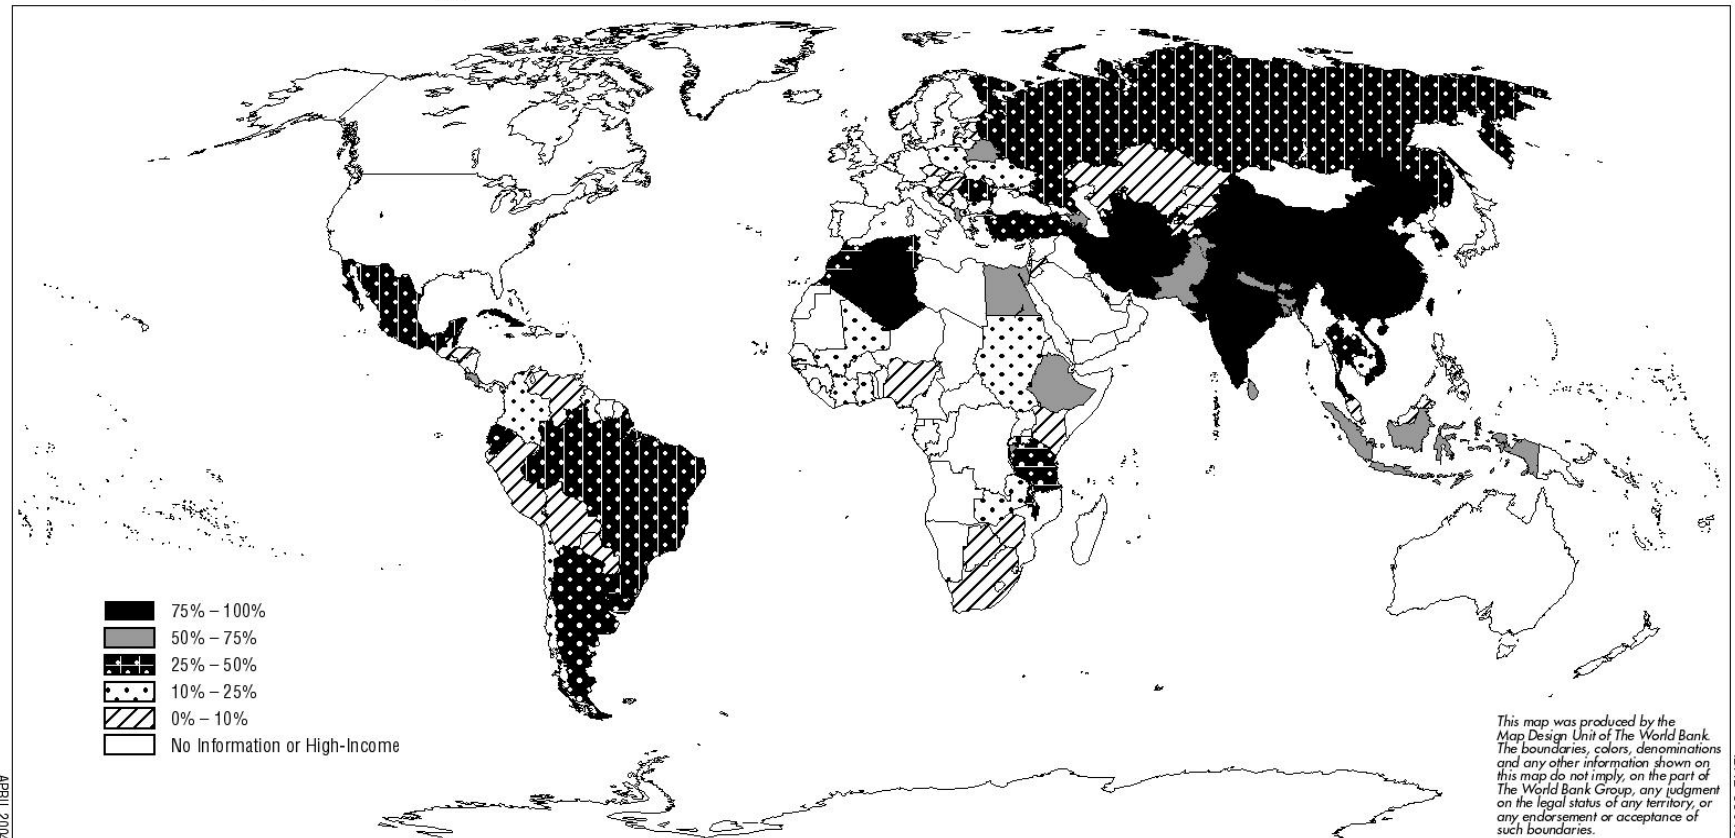 75% – 100%
50% – 75%
25% – 50%
10% – 25%
0% – 10%
No Information or High-Income
This map was produced by the
Map Design Unit of The World Bank.
The boundaries, colors, denominations
and any other information shown on
this map do not imply, on the part of
The World Bank Group, any judgment
on the legal status of any territory, or
any endorsement or acceptance of
such boundaries.